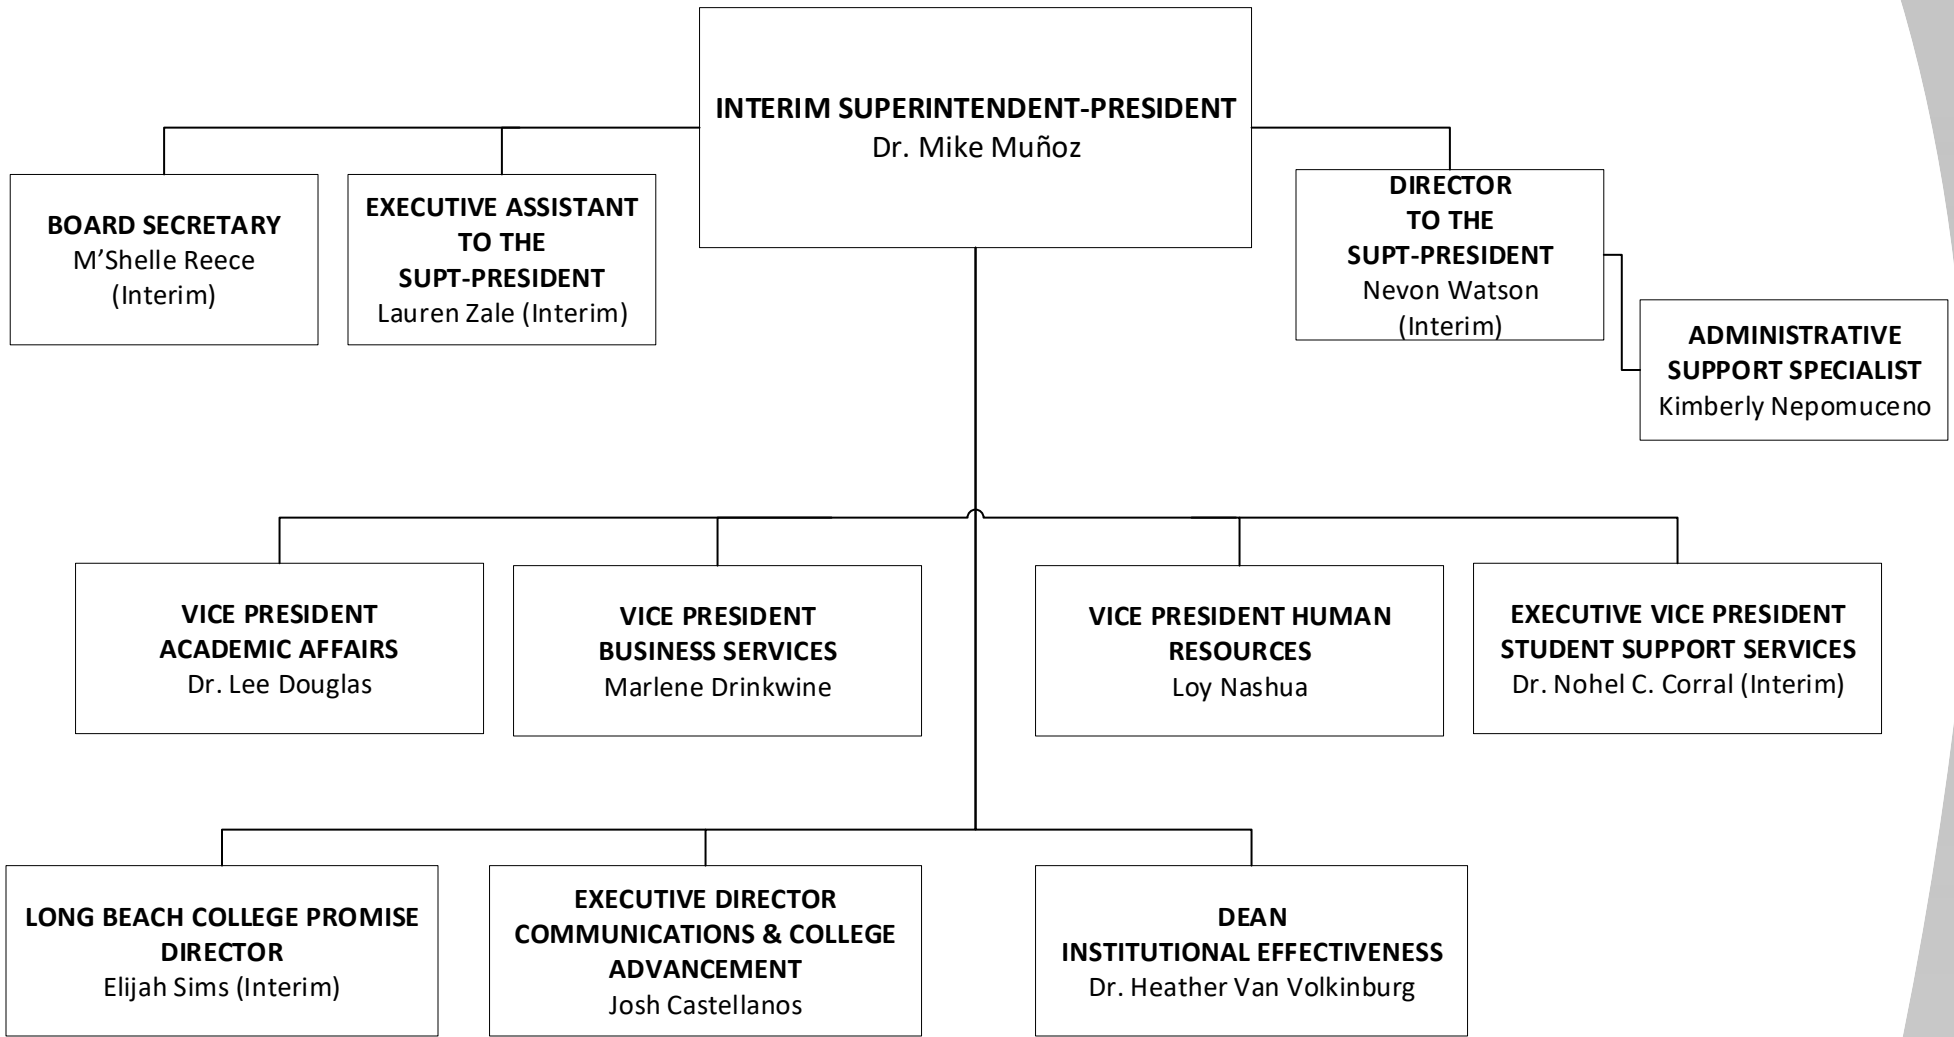 INTERIM SUPERINTENDENT-PRESIDENT
Dr. Mike Muñoz
BOARD SECRETARY
M’Shelle Reece
(Interim)
EXECUTIVE ASSISTANT
TO THE
SUPT-PRESIDENT
Lauren Zale (Interim)
DIRECTOR
TO THE
SUPT-PRESIDENT
Nevon Watson
(Interim)
ADMINISTRATIVE
SUPPORT SPECIALIST
Kimberly Nepomuceno
VICE PRESIDENT
ACADEMIC AFFAIRS
Dr. Lee Douglas
VICE PRESIDENT
BUSINESS SERVICES
Marlene Drinkwine
VICE PRESIDENT HUMAN
RESOURCES
Loy Nashua
EXECUTIVE VICE PRESIDENT
STUDENT SUPPORT SERVICES
Dr. Nohel C. Corral (Interim)
LONG BEACH COLLEGE PROMISE
DIRECTOR
Elijah Sims (Interim)
EXECUTIVE DIRECTOR
COMMUNICATIONS & COLLEGE
ADVANCEMENT
Josh Castellanos
DEAN
INSTITUTIONAL EFFECTIVENESS
Dr. Heather Van Volkinburg